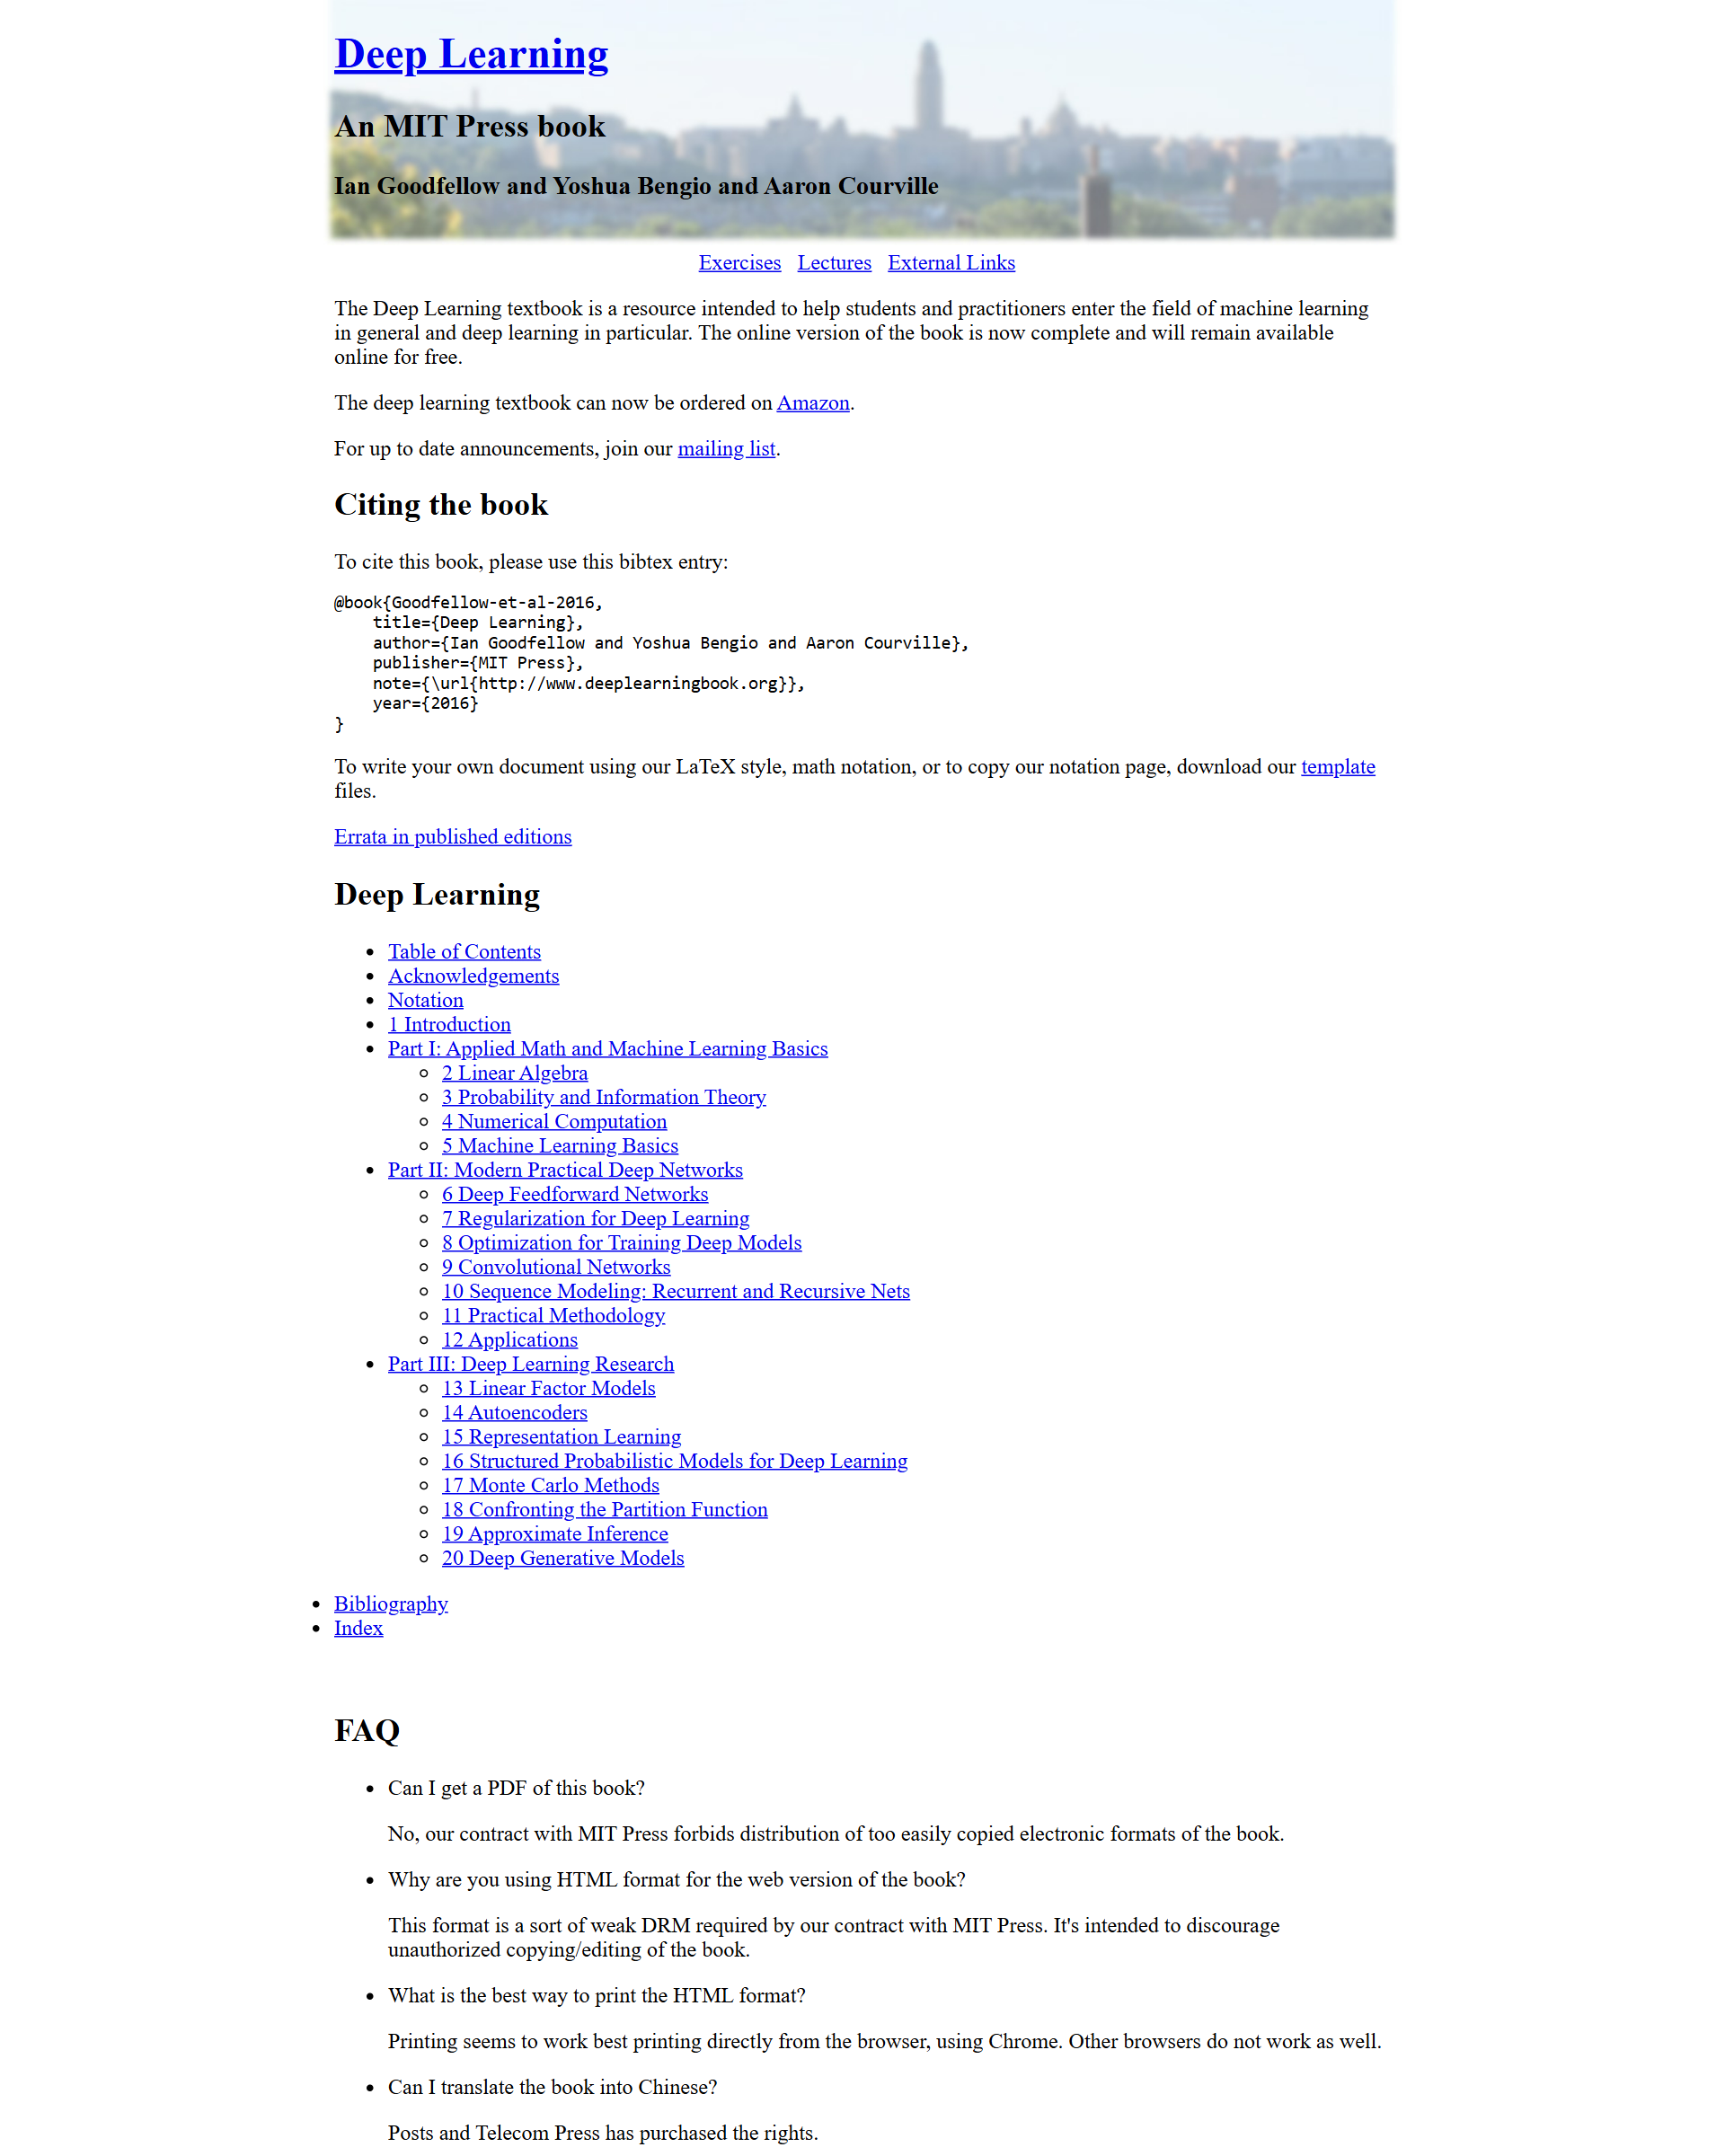 Deep Learning
An MIT Press book
Ian Goodfellow and Yoshua Bengio and Aaron Courville
Exercises Lectures External Links
The Deep Learning textbook is a resource intended to help students and practitioners enter the field of machine learning
in general and deep learning in particular. The online version of the book is now complete and will remain available
online for free.
The deep learning textbook can now be ordered on Amazon.
For up to date announcements, join our mailing list.
Citing the book
To cite this book, please use this bibtex entry:
@book{Goodfellow-et-al-2016,
    title={Deep Learning},
    author={Ian Goodfellow and Yoshua Bengio and Aaron Courville},
    publisher={MIT Press},
    note={\url{http://www.deeplearningbook.org}},
    year={2016}
}
To write your own document using our LaTeX style, math notation, or to copy our notation page, download our template
files.
Errata in published editions
Deep Learning
• Table of Contents
• Acknowledgements
• Notation
• 1 Introduction
• Part I: Applied Math and Machine Learning Basics
◦ 2 Linear Algebra
◦ 3 Probability and Information Theory
◦ 4 Numerical Computation
◦ 5 Machine Learning Basics
• Part II: Modern Practical Deep Networks
◦ 6 Deep Feedforward Networks
◦ 7 Regularization for Deep Learning
◦ 8 Optimization for Training Deep Models
◦ 9 Convolutional Networks
◦ 10 Sequence Modeling: Recurrent and Recursive Nets
◦ 11 Practical Methodology
◦ 12 Applications
• Part III: Deep Learning Research
◦ 13 Linear Factor Models
◦ 14 Autoencoders
◦ 15 Representation Learning
◦ 16 Structured Probabilistic Models for Deep Learning
◦ 17 Monte Carlo Methods
◦ 18 Confronting the Partition Function
◦ 19 Approximate Inference
◦ 20 Deep Generative Models
• Bibliography
• Index
FAQ
• Can I get a PDF of this book?
No, our contract with MIT Press forbids distribution of too easily copied electronic formats of the book.
• Why are you using HTML format for the web version of the book?
This format is a sort of weak DRM required by our contract with MIT Press. It's intended to discourage
unauthorized copying/editing of the book.
• What is the best way to print the HTML format?
Printing seems to work best printing directly from the browser, using Chrome. Other browsers do not work as well.
• Can I translate the book into Chinese?
Posts and Telecom Press has purchased the rights.